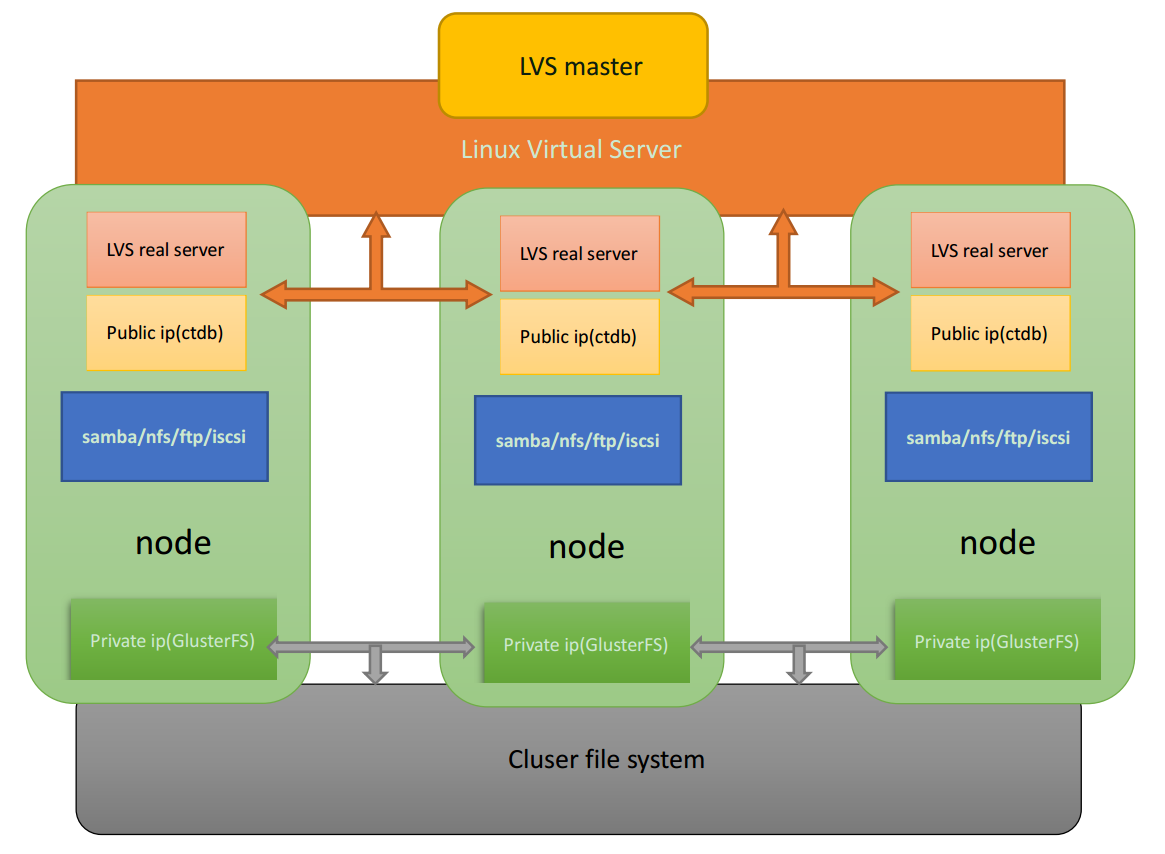 LVS master
Linux Virtual Server
LVS real server
Public ip(ctdb)
samba/nfs/ftp/iscsi
node
Private ip(GlusterFS)
LVS real server
Public ip(ctdb)
samba/nfs/ftp/iscsi
node
Private ip(GlusterFS)
LVS real server
Public ip(ctdb)
samba/nfs/ftp/iscsi
node
Private ip(GlusterFS)
Cluser file system